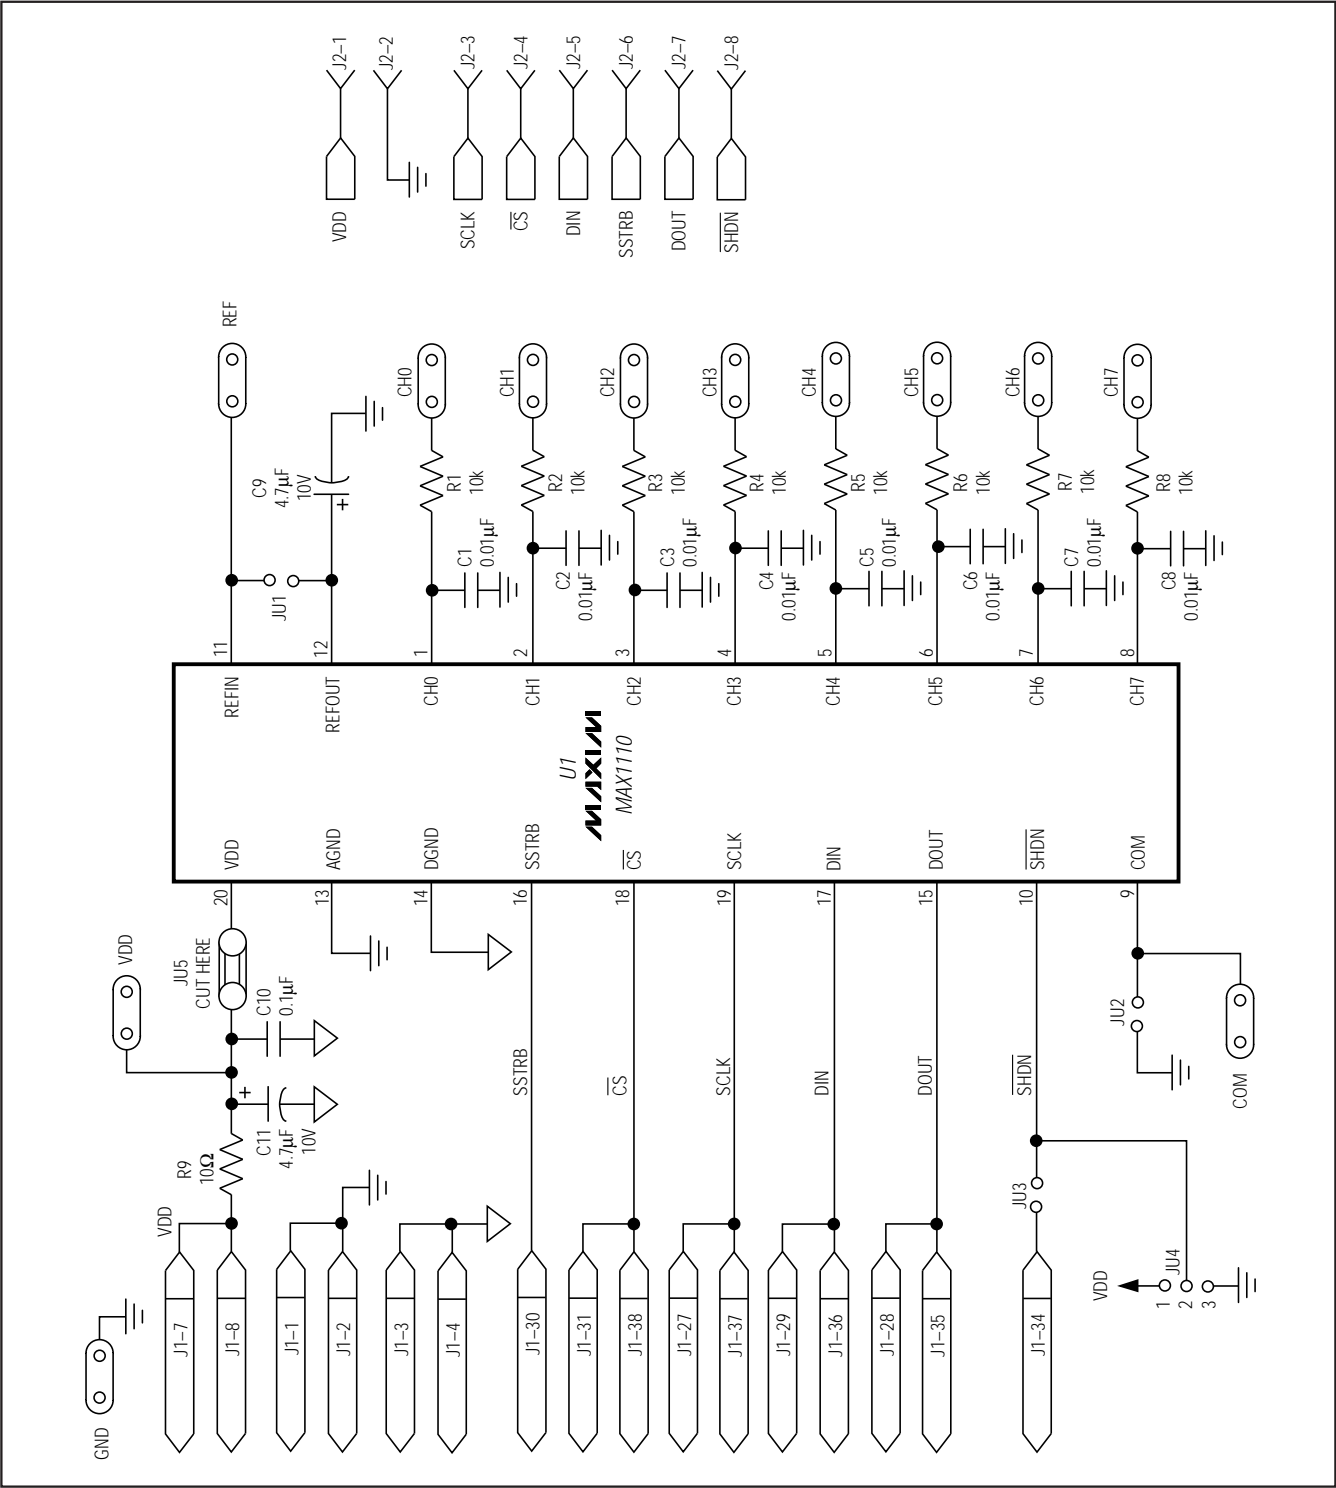 GND
J1-7
J1-8
J1-1
J1-2
J1-3
J1-4
J1-30
J1-31
J1-38
J1-27
J1-37
J1-29
J1-36
J1-28
J1-35
J1-34
VDD
1
2
3
JU4
VDD
R9
10Ω
C11
4.7µF
10V
+
C10
0.1µF
VDD
JU5
CUT HERE
SSTRB
C̅S̅
SCLK
DIN
DOUT
S̅H̅D̅N̅
JU3
JU2
COM
20
13
14
16
18
19
17
15
10
9
VDD
AGND
DGND
SSTRB
C̅S̅
SCLK
DIN
DOUT
S̅H̅D̅N̅
COM
U1
MAXIM
MAX1110
REFIN
REFOUT
CH0
CH1
CH2
CH3
CH4
CH5
CH6
CH7
11
12
1
2
3
4
5
6
7
8
JU1
C9
4.7µF
10V
+
REF
C1
0.01µF
C2
0.01µF
C3
0.01µF
C4
0.01µF
C5
0.01µF
C6
0.01µF
C7
0.01µF
C8
0.01µF
R1
10k
R2
10k
R3
10k
R4
10k
R5
10k
R6
10k
R7
10k
R8
10k
CH0
CH1
CH2
CH3
CH4
CH5
CH6
CH7
VDD
SCLK
C̅S̅
DIN
SSTRB
DOUT
S̅H̅D̅N̅
J2-1
J2-2
J2-3
J2-4
J2-5
J2-6
J2-7
J2-8